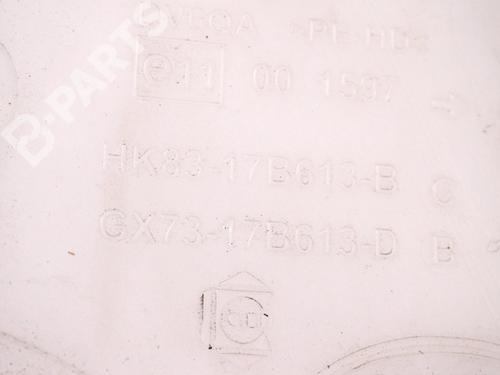 >PE-HD<
e11 00 1597
HK83-17B613-B C
GX73-17B613-D B
B-PARTS